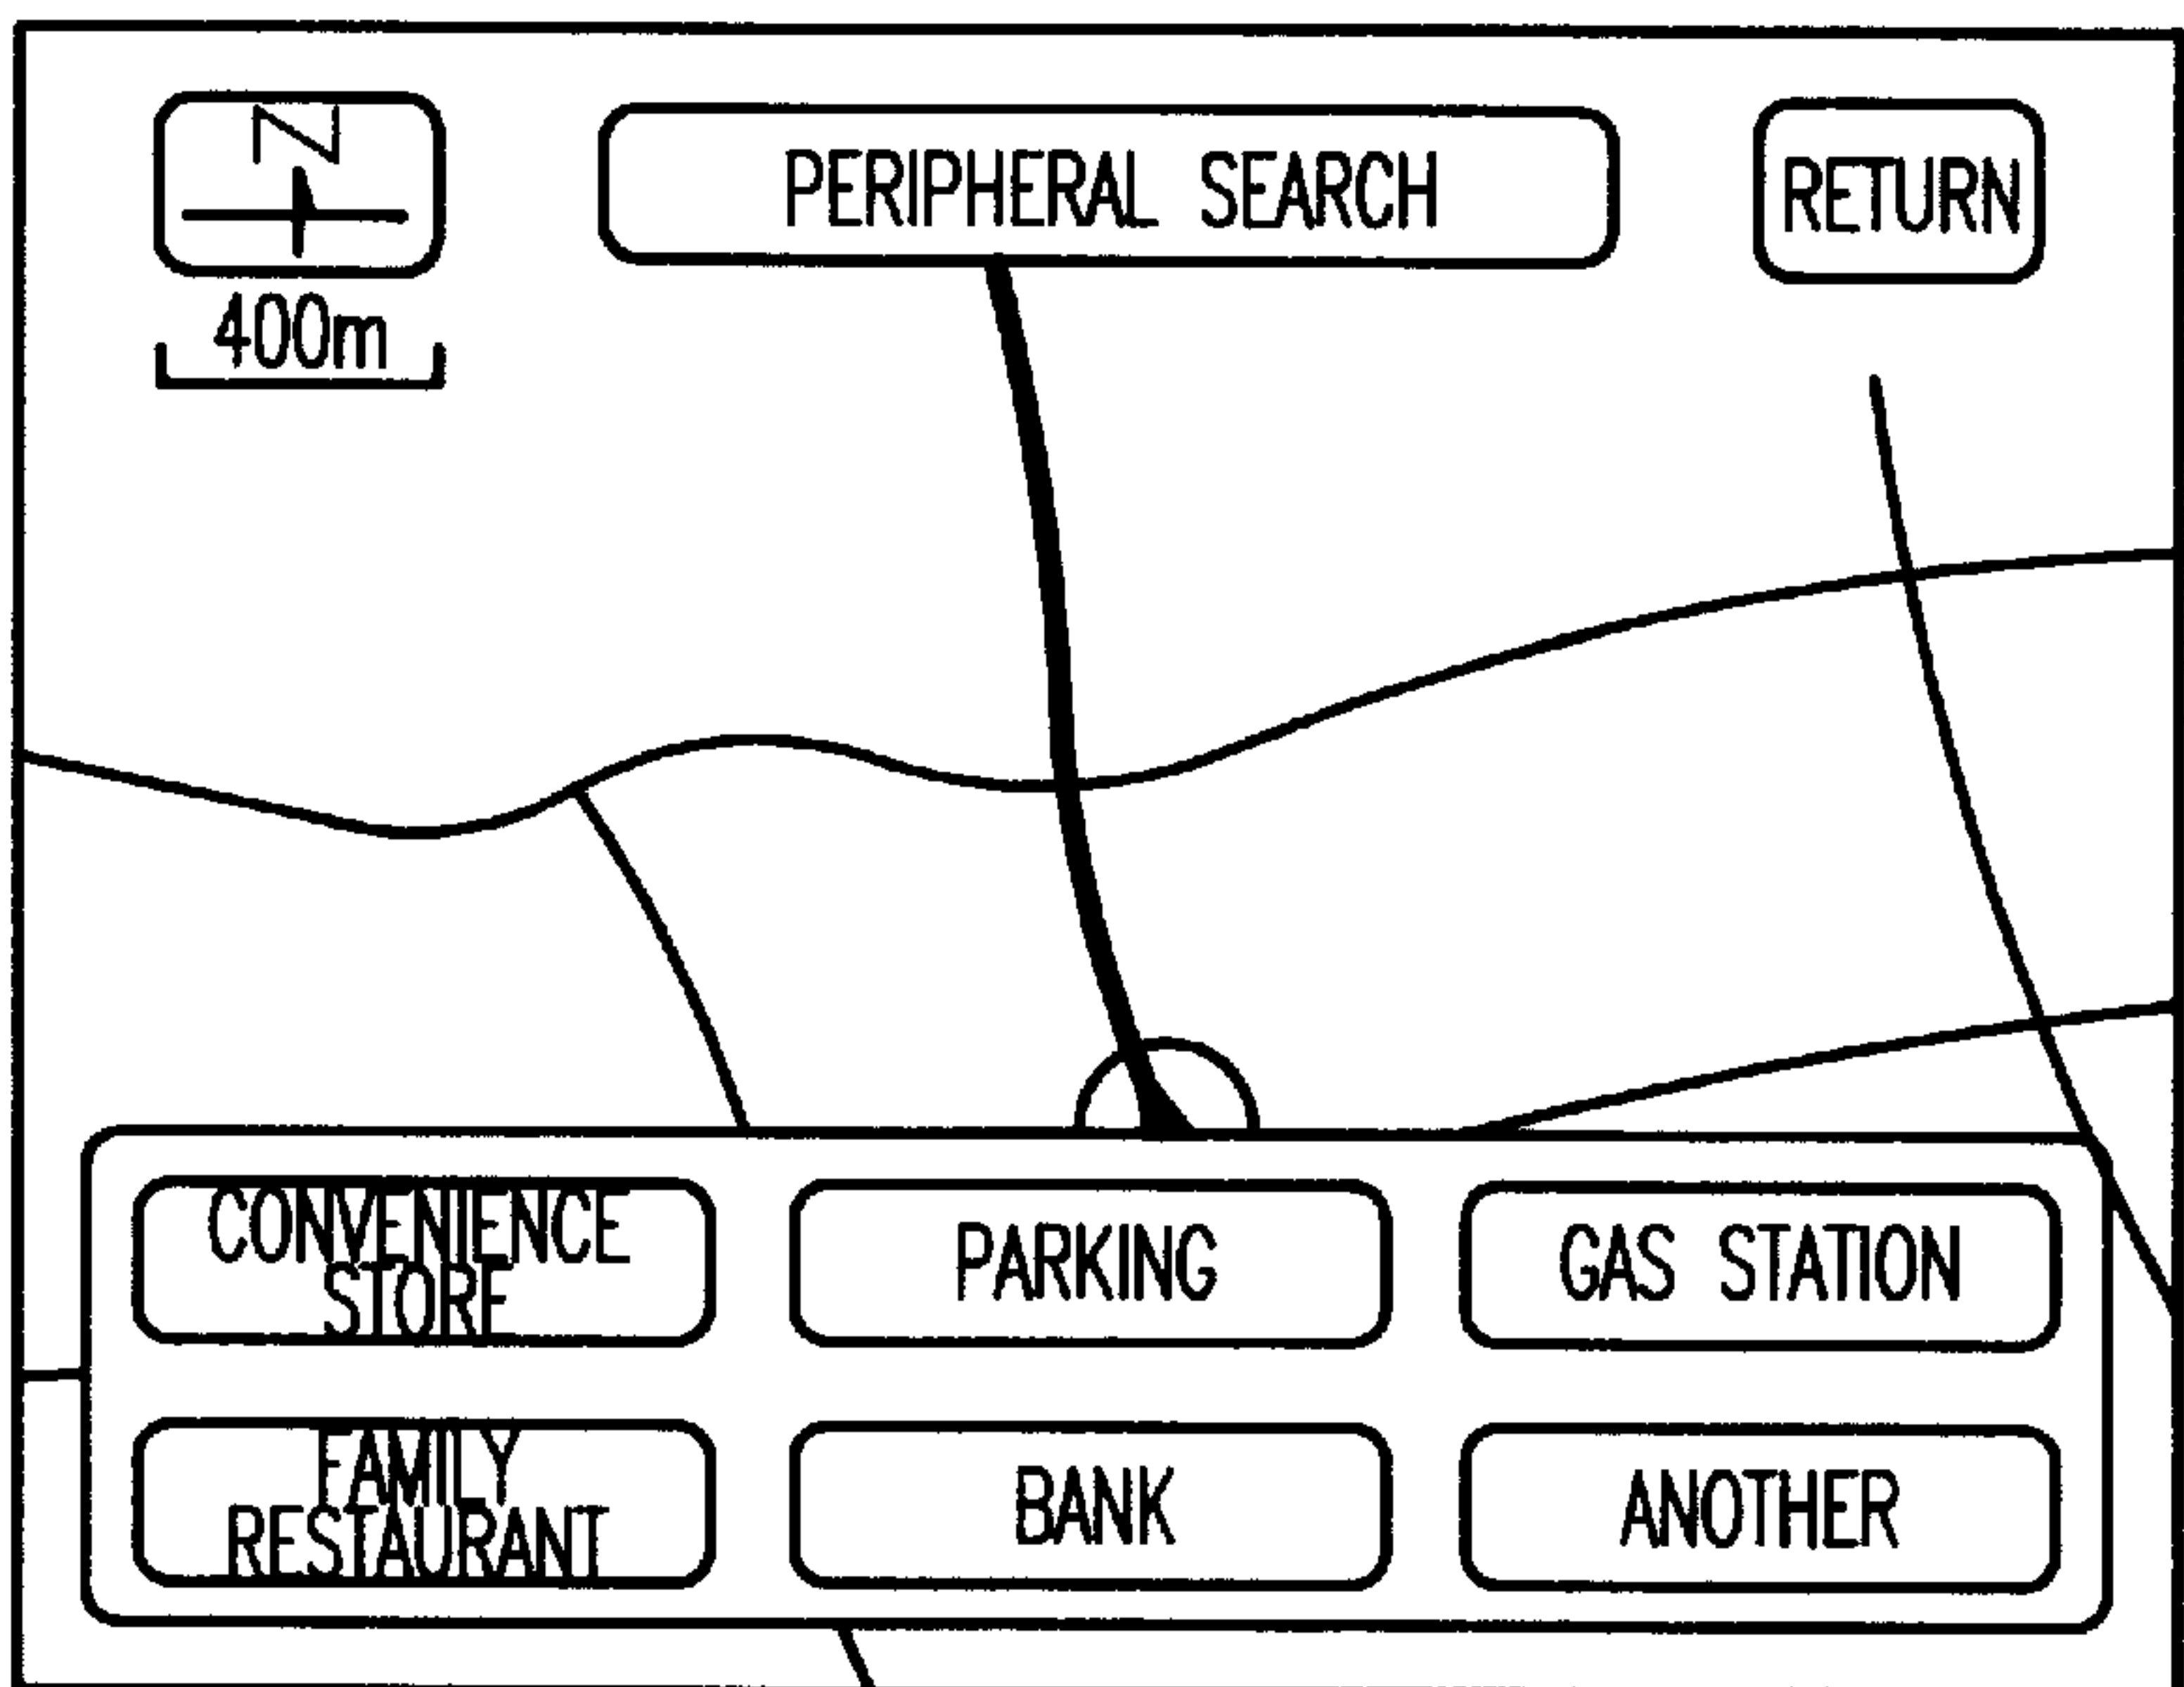 N
PERIPHERAL SEARCH
RETURN
400m
CONVENIENCE
STORE
PARKING
GAS STATION
FAMILY
RESTAURANT
BANK
ANOTHER